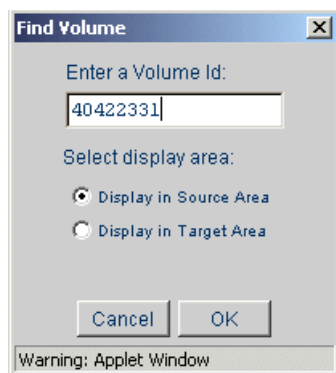 Find Volume
Enter a Volume Id:
40422331
Select display area:
Display in Source Area
Display in Target Area
Cancel OK
Warning: Applet Window